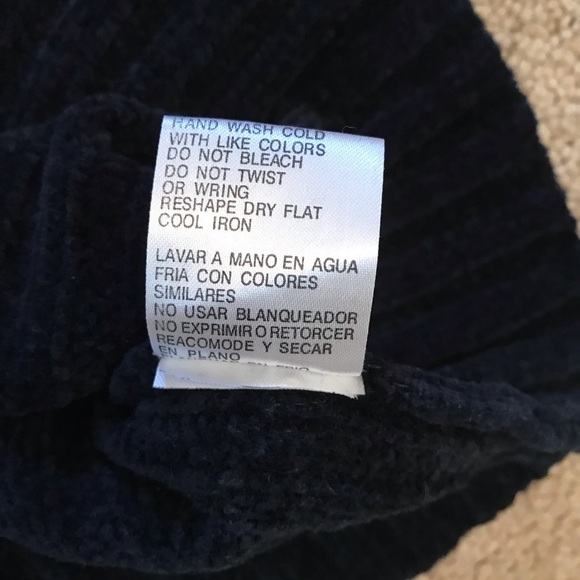 HAND WASH COLD
WITH LIKE COLORS
DO NOT BLEACH
DO NOT TWIST
OR WRING
RESHAPE DRY FLAT
COOL IRON
LAVAR A MANO EN AGUA
FRIA CON COLORES
SIMILARES
NO USAR BLANQUEADOR
NO EXPRIMIR O RETORCER
REACOMODE Y SECAR
EN PLANO